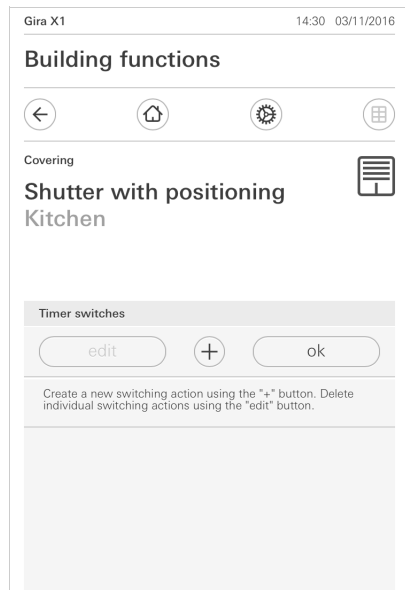 Gira X1 14:30 03/11/2016
Building functions
Covering
Shutter with positioning
Kitchen
Timer switches
edit + ok
Create a new switching action using the "+" button. Delete
individual switching actions using the "edit" button.